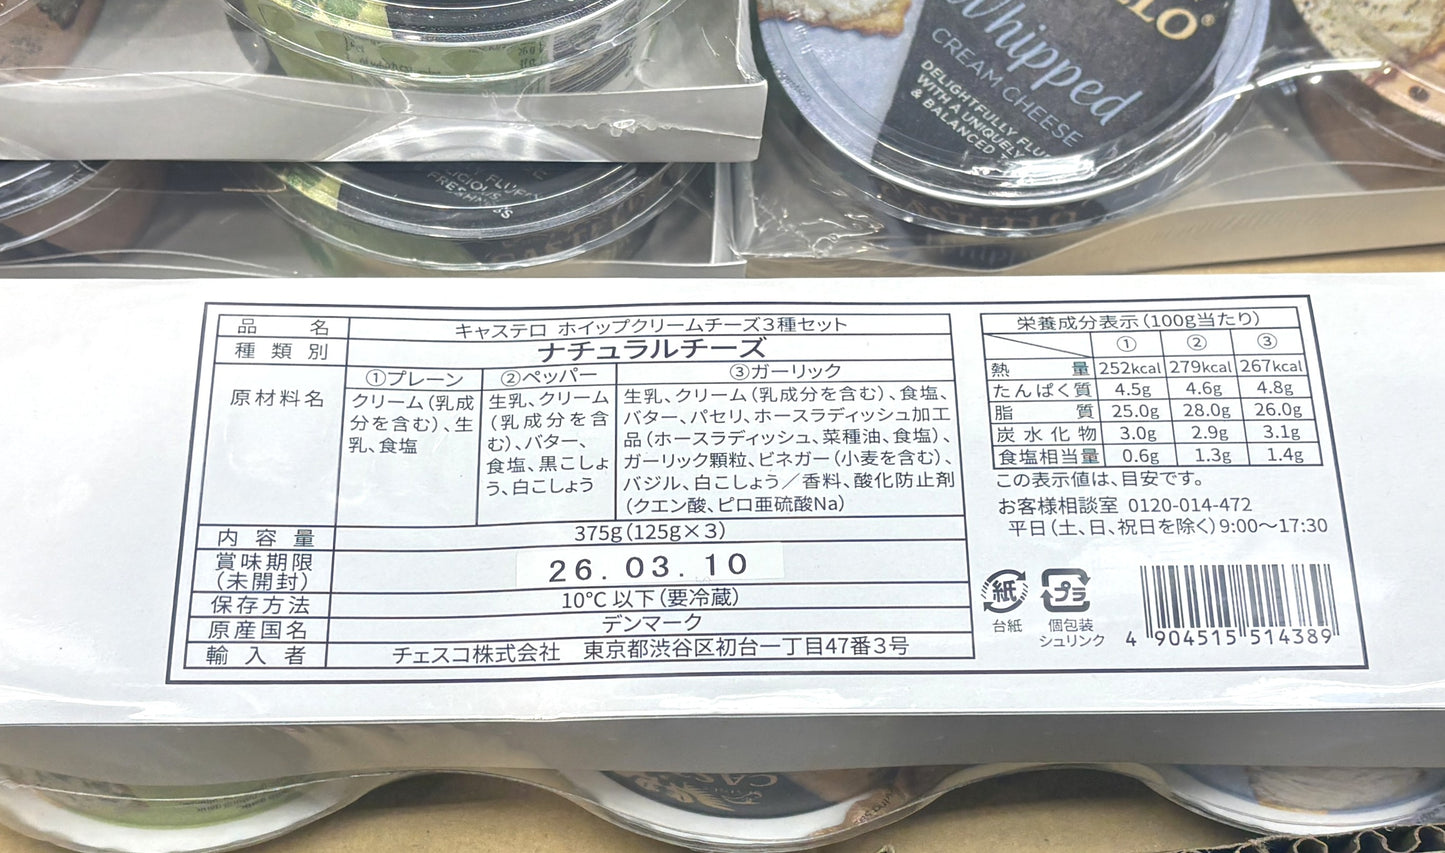 LLO®
Whipped
CREAM CHEESE
DELIGHTFULLY FLU
WITH A UNIQUELY
& BALANCED T
FLUF
ICIOUS
FRESHN SS
CASTELLO
品名 キャステロ ホイップクリームチーズ3種セット
種類別 ナチュラルチーズ
原材料名
①プレーン
クリーム(乳成
分を含む)、生
乳、食塩
②ペッパー
生乳、クリーム
(乳成分を含
む)、バター、
食塩、黒こしょ
う、白こしょう
③ガーリック
生乳、クリーム(乳成分を含む)、食塩、
バター、パセリ、ホースラディッシュ加工
品(ホースラディッシュ、菜種油、食塩)、
ガーリック顆粒、ビネガー(小麦を含む)、
バジル、白こしょう/香料、酸化防止剤
(クエン酸、ピロ亜硫酸Na)
内容量 375g(125g×3)
賞味期限
(未開封)
26.03.10
保存方法 10℃以下(要冷蔵)
原産国名 デンマーク
輸入者 チェスコ株式会社 東京都渋谷区初台一丁目47番3号
栄養成分表示(100g当たり)
① ② ③
熱量 252kcal 279kcal 267kcal
たんぱく質 4.5g 4.6g 4.8g
脂質 25.0g 28.0g 26.0g
炭水化物 3.0g 2.9g 3.1g
食塩相当量 0.6g 1.3g 1.4g
この表示値は、目安です。
お客様相談室 0120-014-472
平日(土、日、祝日を除く)9:00~17:30
紙
台紙
プラ
個包装
シュリンク
4 904515 514389